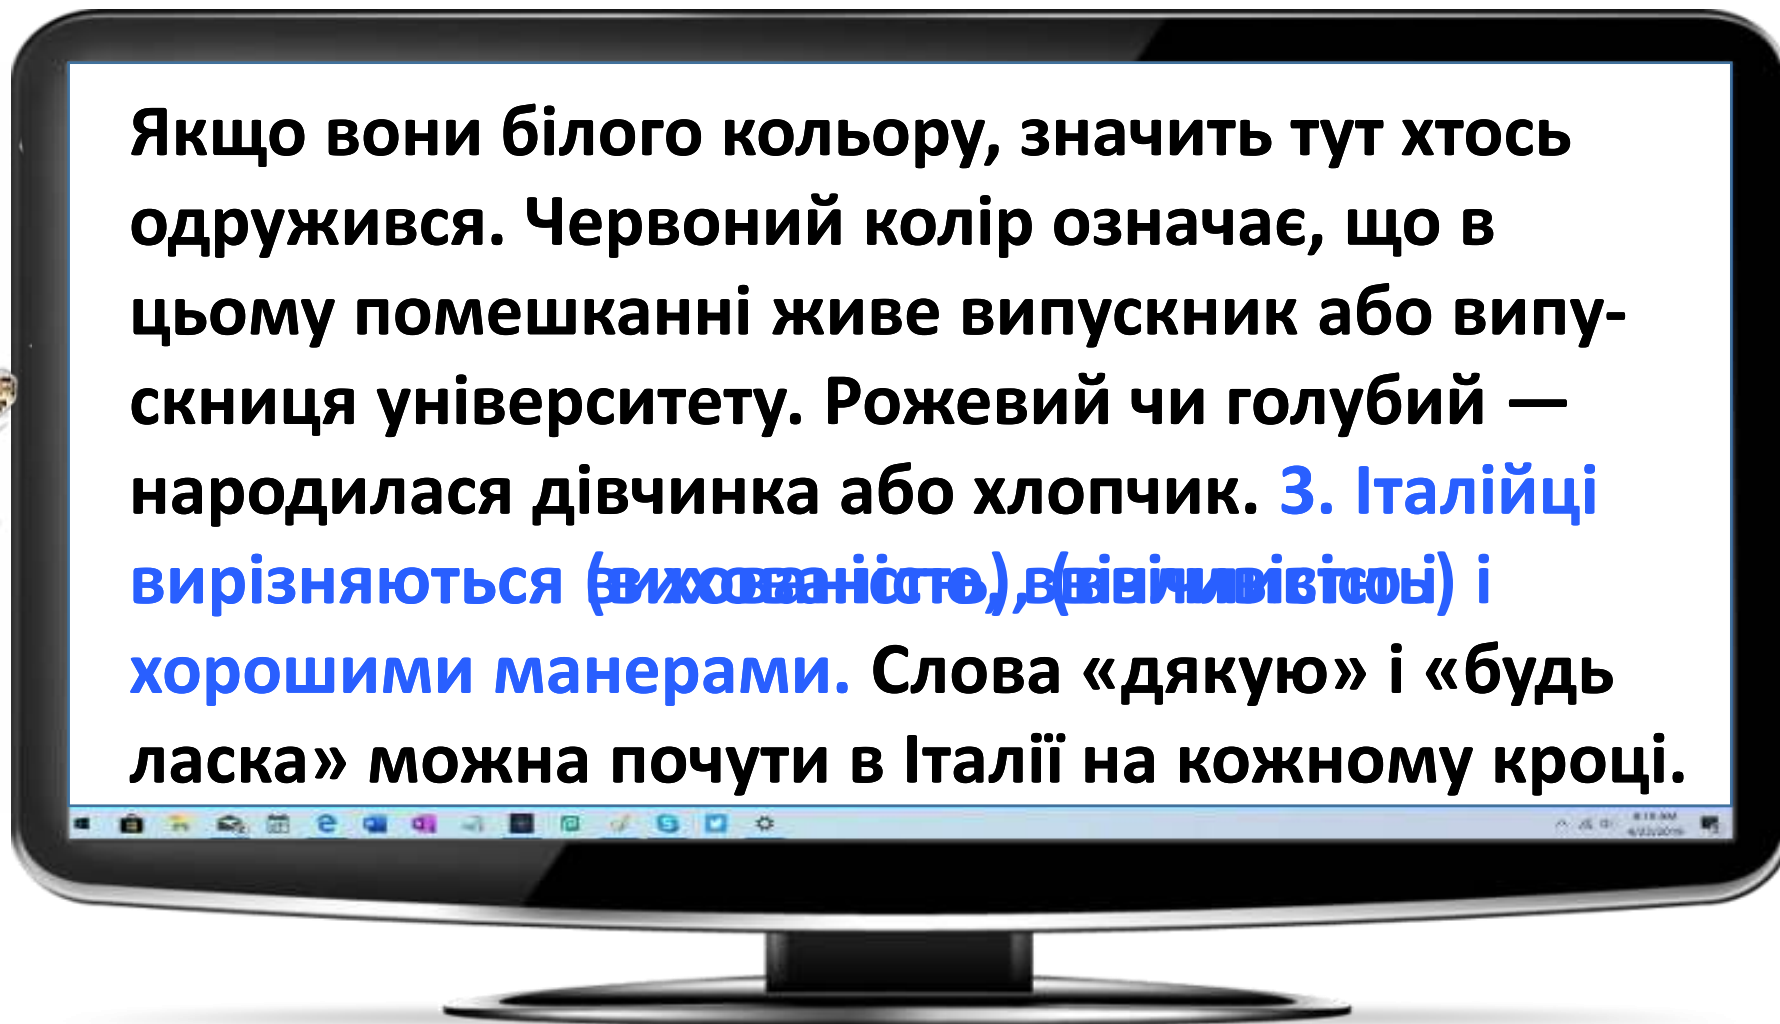 Якщо вони білого кольору, значить тут хтось
одружився. Червоний колір означає, що в
цьому помешканні живе випускник або випу-
скниця університету. Рожевий чи голубий —
народилася дівчинка або хлопчик. 3. Італійці
вирізняються і
хорошими манерами. Слова «дякую» і «будь
ласка» можна почути в Італії на кожному кроці.